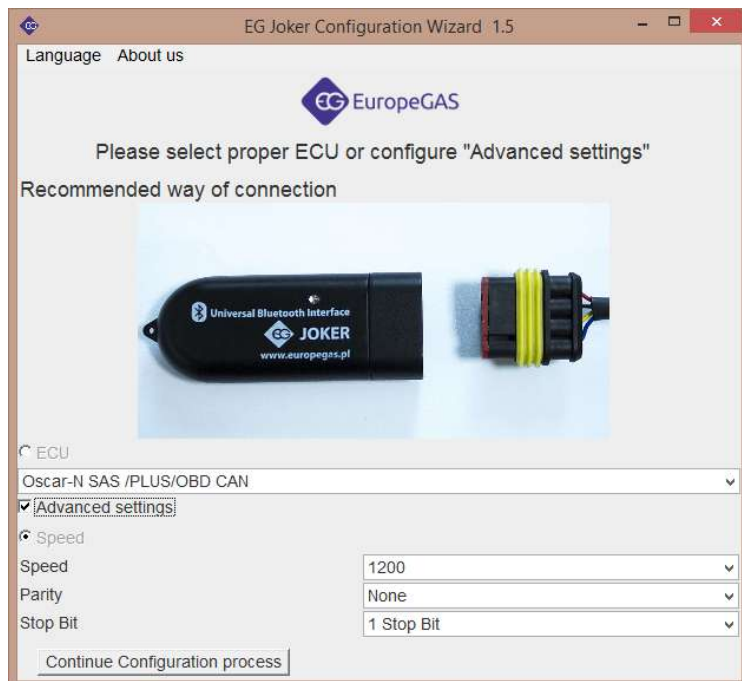 EG Joker Configuration Wizard 1.5
Language About us
EG EuropeGAS
Please select proper ECU or configure "Advanced settings"
Recommended way of connection
Universal Bluetooth Interface
EG JOKER
www.europegas.pl
ECU
Oscar-N SAS /PLUS/OBD CAN
Advanced settings
Speed
Speed 1200
Parity None
Stop Bit 1 Stop Bit
Continue Configuration process